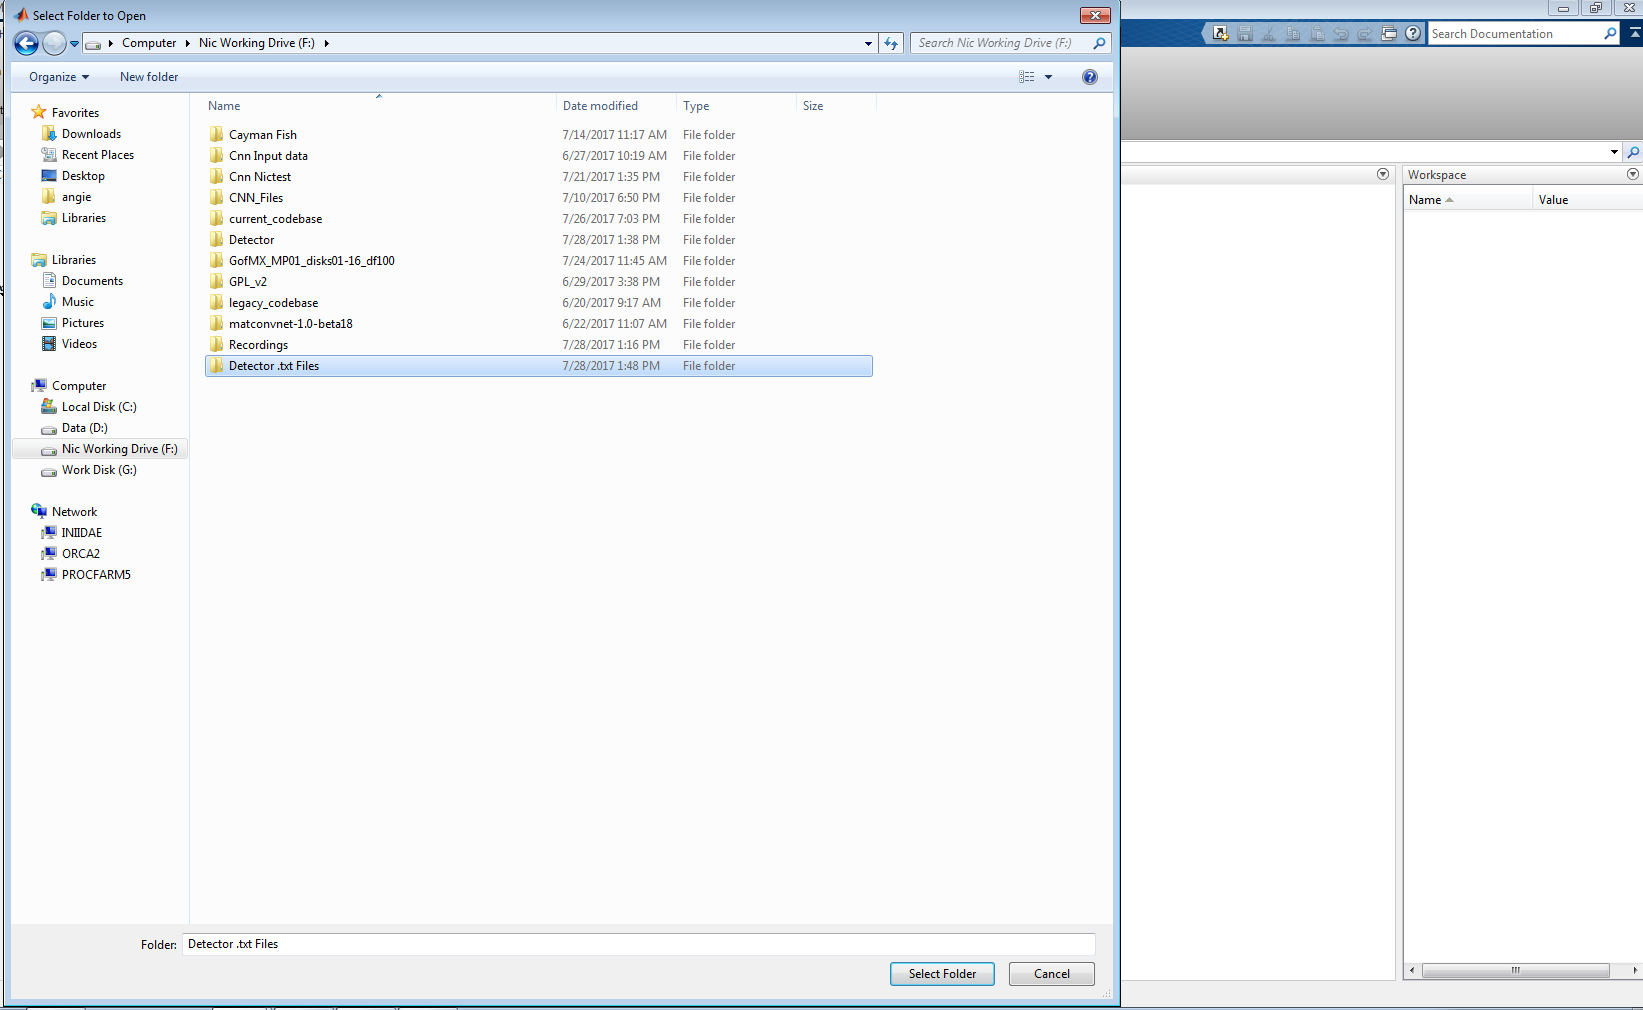 Select Folder to Open
Computer Nic Working Drive (F:) Search Nic Working Drive (F:)
Search Documentation
Organize New folder
Name Date modified Type Size
Favorites
Downloads
Recent Places
Desktop
angie
Libraries
Libraries
Documents
Music
Pictures
Videos
Computer
Local Disk (C:)
Data (D:)
Nic Working Drive (F:)
Work Disk (G:)
Network
INIIDAE
ORCA2
PROCFARM5
Cayman Fish 7/14/2017 11:17 AM File folder
Cnn Input data 6/27/2017 10:19 AM File folder
Cnn Nictest 7/21/2017 1:35 PM File folder
CNN_Files 7/10/2017 6:50 PM File folder
current_codebase 7/26/2017 7:03 PM File folder
Detector 7/28/2017 1:38 PM File folder
GofMX_MP01_disks01-16_df100 7/24/2017 11:45 AM File folder
GPL_v2 6/29/2017 3:38 PM File folder
legacy_codebase 6/20/2017 9:17 AM File folder
matconvnet-1.0-beta18 6/22/2017 11:07 AM File folder
Recordings 7/28/2017 1:16 PM File folder
Detector .txt Files 7/28/2017 1:48 PM File folder
Workspace
Name Value
Folder: Detector .txt Files
Select Folder Cancel